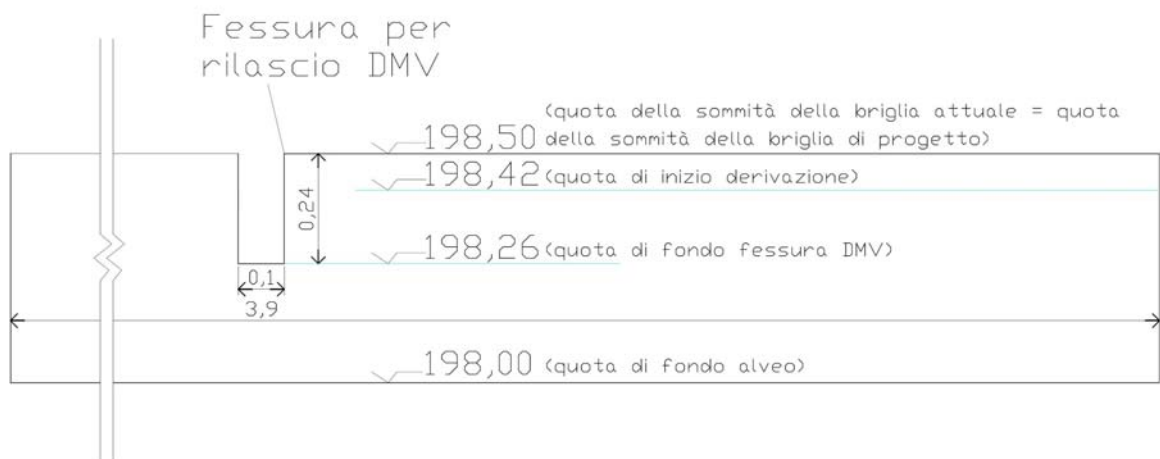 Fessura per
rilascio DMV
(quota della sommità della briglia attuale = quota
198,50 della sommità della briglia di progetto)
198,42 (quota di inizio derivazione)
0,24
198,26 (quota di fondo fessura DMV)
0,1
3,9
198,00 (quota di fondo alveo)